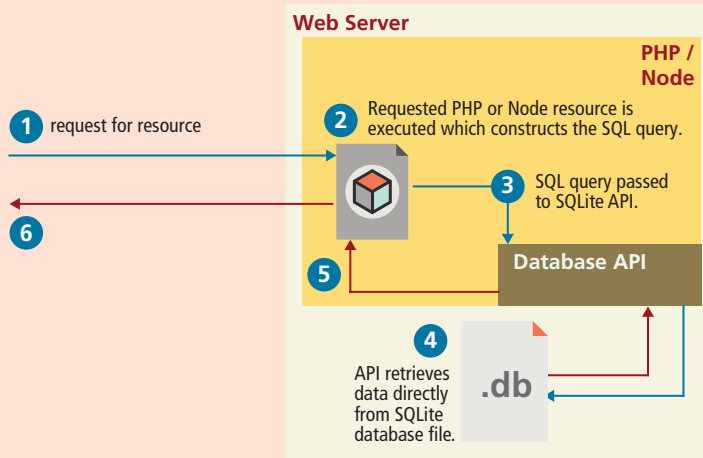 Web Server
PHP /
Node
1 request for resource
2 Requested PHP or Node resource is
executed which constructs the SQL query.
3 SQL query passed
to SQLite API.
6
5
Database API
4
API retrieves
data directly
from SQLite
database file.
.db